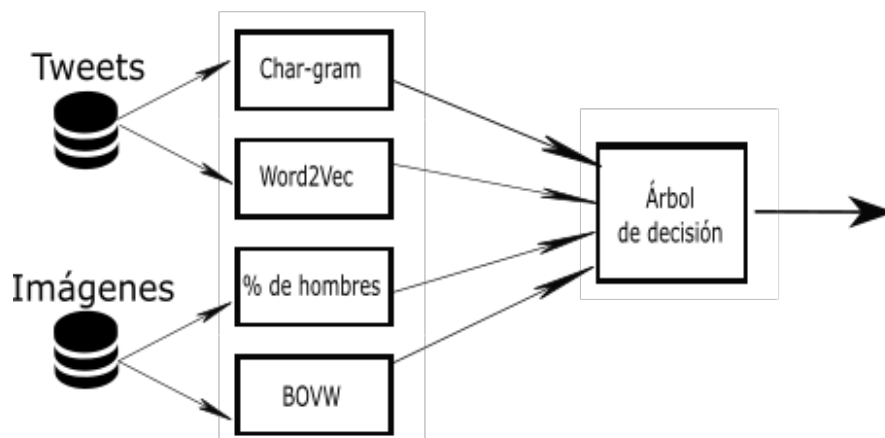 Tweets
Char-gram
Word2Vec
Imágenes
% de hombres
BOVW
Árbol
de decisión